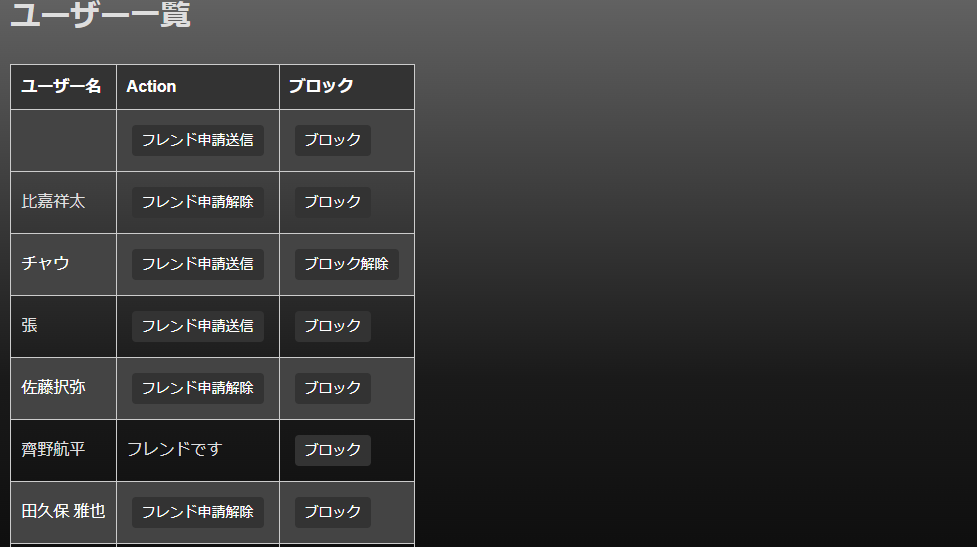 ユーザー一覧
ユーザー名 Action ブロック
フレンド申請送信 ブロック
比嘉祥太 フレンド申請解除 ブロック
チャウ フレンド申請送信 ブロック解除
張 フレンド申請送信 ブロック
佐藤択弥 フレンド申請解除 ブロック
齊野航平 フレンドです ブロック
田久保 雅也 フレンド申請解除 ブロック